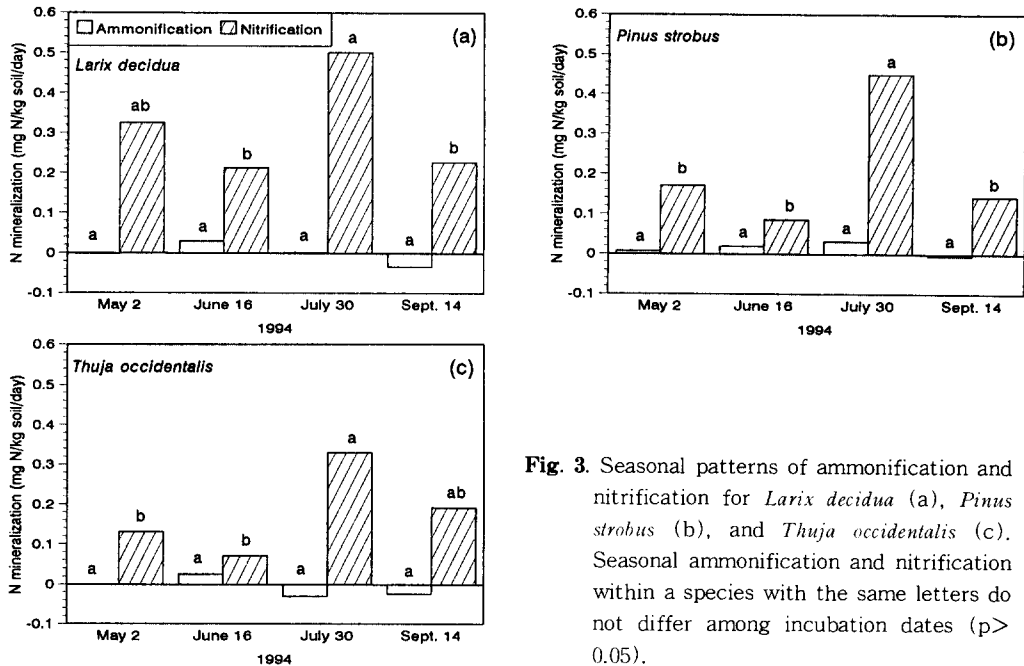 Ammonification Nitrification (a)
Larix decidua
N mineralization (mg N/kg soil/day)
0.6
0.5
0.4
0.3
0.2
0.1
0
-0.1
a ab a b a a a b
May 2 June 16 July 30 Sept. 14
1994
Pinus strobus (b)
N mineralization (mg N/kg soil/day)
0.6
0.5
0.4
0.3
0.2
0.1
0
-0.1
a b a b a a a b
May 2 June 16 July 30 Sept. 14
1994
Thuja occidentalis (c)
N mineralization (mg N/kg soil/day)
0.6
0.5
0.4
0.3
0.2
0.1
0
-0.1
a b a b a a a ab
May 2 June 16 July 30 Sept. 14
1994
Fig. 3. Seasonal patterns of ammonification and
nitrification for Larix decidua (a), Pinus
strobus (b), and Thuja occidentalis (c).
Seasonal ammonification and nitrification
within a species with the same letters do
not differ among incubation dates (p>
0.05).